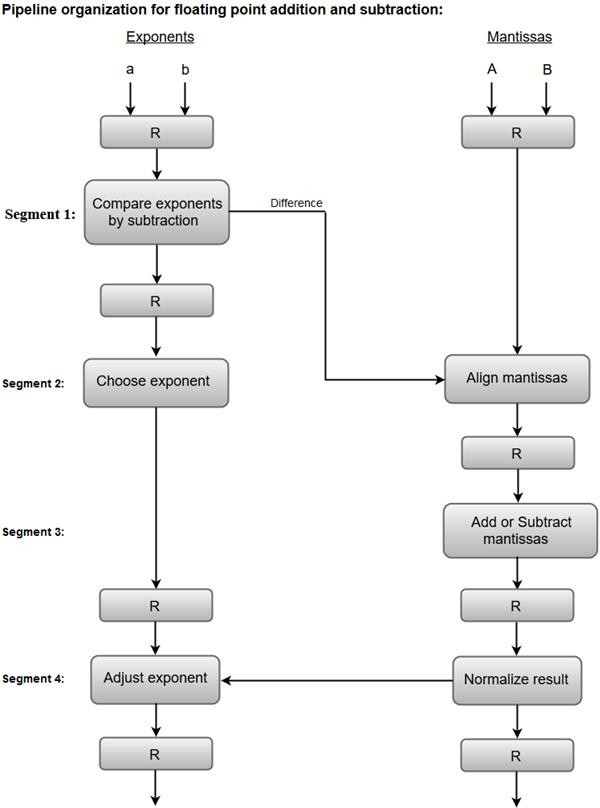 Pipeline organization for floating point addition and subtraction:
Exponents
Mantissas
a
b
A
B
R
R
Segment 1:
Compare exponents
by subtraction
Difference
R
Segment 2:
Choose exponent
Align mantissas
R
Segment 3:
Add or Subtract
mantissas
R
R
Segment 4:
Adjust exponent
Normalize result
R
R